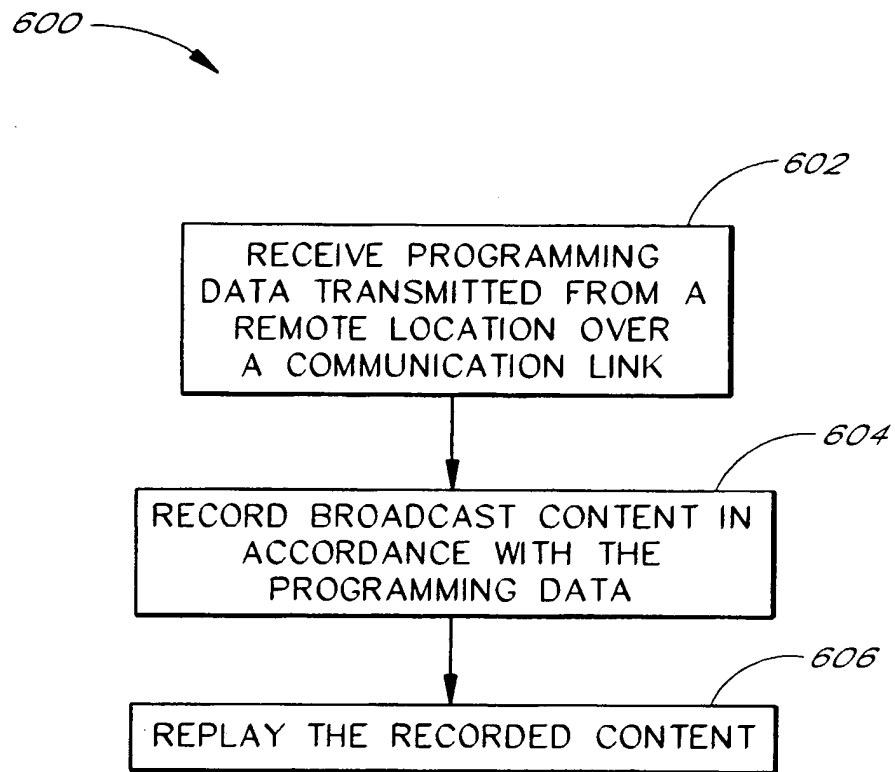 600
602
RECEIVE PROGRAMMING
DATA TRANSMITTED FROM A
REMOTE LOCATION OVER
A COMMUNICATION LINK
604
RECORD BROADCAST CONTENT IN
ACCORDANCE WITH THE
PROGRAMMING DATA
606
REPLAY THE RECORDED CONTENT